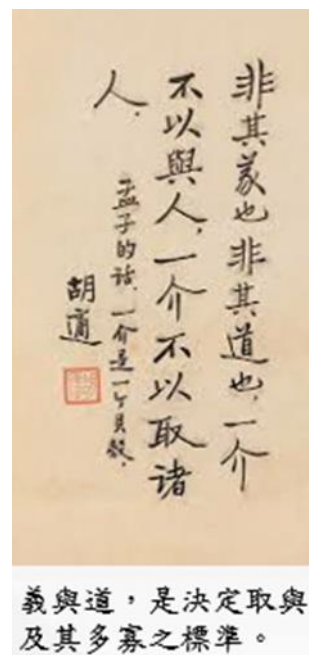 非其義也非其道也，一介
不以與人，一介不以取諸
人，
孟子的話，一介是一个貝殼，
胡適
義與道，是決定取與
及其多寡之標準。